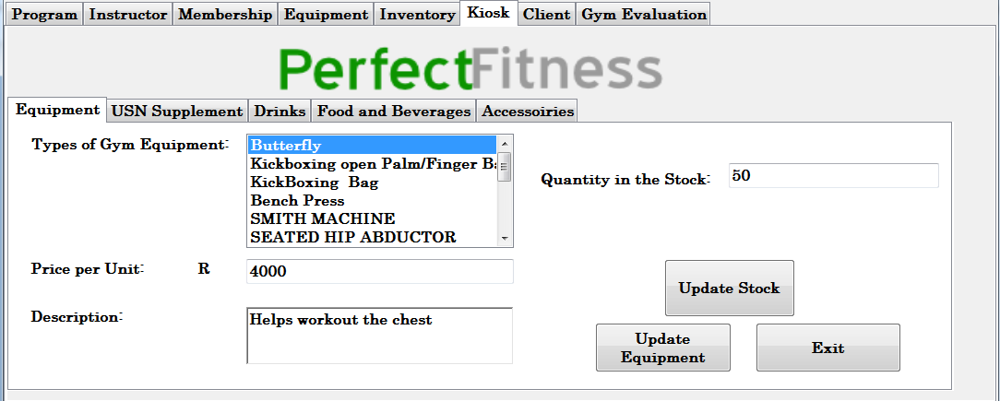 Program Instructor Membership Equipment Inventory Kiosk Client Gym Evaluation
PerfectFitness
Equipment USN Supplement Drinks Food and Beverages Accessoiries
Types of Gym Equipment:
Butterfly
Kickboxing open Palm/Finger Ba
KickBoxing Bag
Bench Press
SMITH MACHINE
SEATED HIP ABDUCTOR
Quantity in the Stock: 50
Price per Unit: R 4000
Update Stock
Description: Helps workout the chest
Update
Equipment
Exit